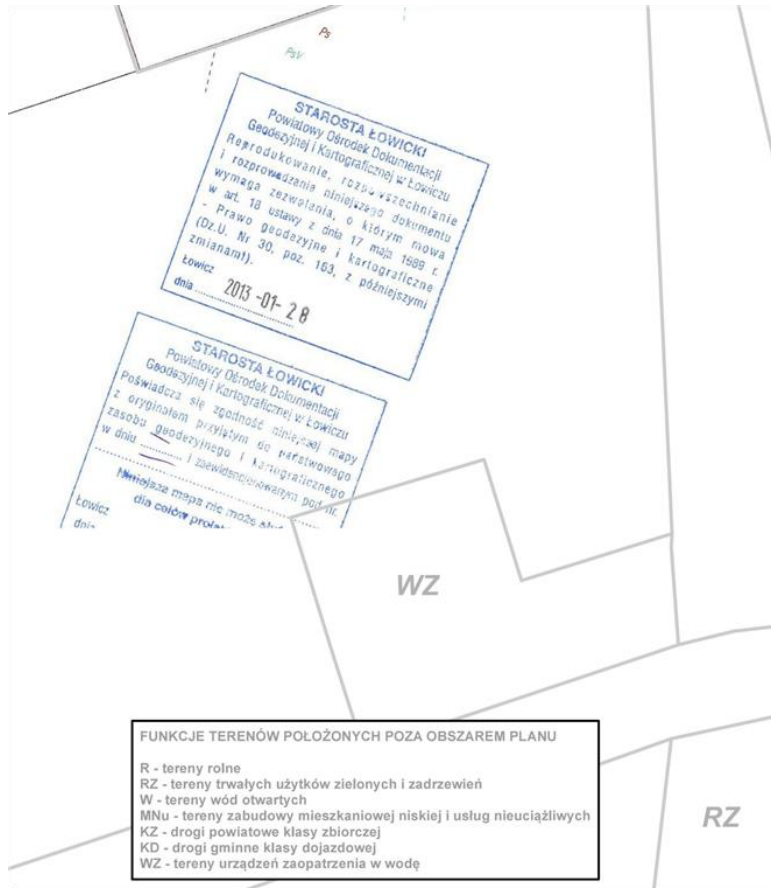 Ps
PsV
STAROSTA ŁOWICKI
Powiatowy Ośrodek Dokumentacji
Geodezyjnej i Kartograficznej w Łowiczu
Reprodukowanie, rozpowszechnianie
i rozprowadzanie niniejszego dokumentu
wymaga zezwolenia, o którym mowa
w art. 18 ustawy z dnia 17 maja 1989 r.
- Prawo geodezyjne i kartograficzne
(Dz.U. Nr 30, poz. 163, z późniejszymi
zmianami).
Łowicz
dnia 2013-01-28
STAROSTA ŁOWICKI
Powiatowy Ośrodek Dokumentacji
Geodezyjnej i Kartograficznej w Łowiczu
Poświadcza się zgodność niniejszej mapy
z oryginałem przyjętym do państwowego
zasobu geodezyjnego i kartograficznego
w dniu .......... i zaewidencjonowanym pod nr.
Niniejsza mapa nie może
dla celów
Łowicz
dnia
WZ
FUNKCJE TERENÓW POŁOŻONYCH POZA OBSZAREM PLANU
R - tereny rolne
RZ - tereny trwałych użytków zielonych i zadrzewień
W - tereny wód otwartych
MNu - tereny zabudowy mieszkaniowej niskiej i usług nieuciążliwych
KZ - drogi powiatowe klasy zbiorczej
KD - drogi gminne klasy dojazdowej
WZ - tereny urządzeń zaopatrzenia w wodę
RZ